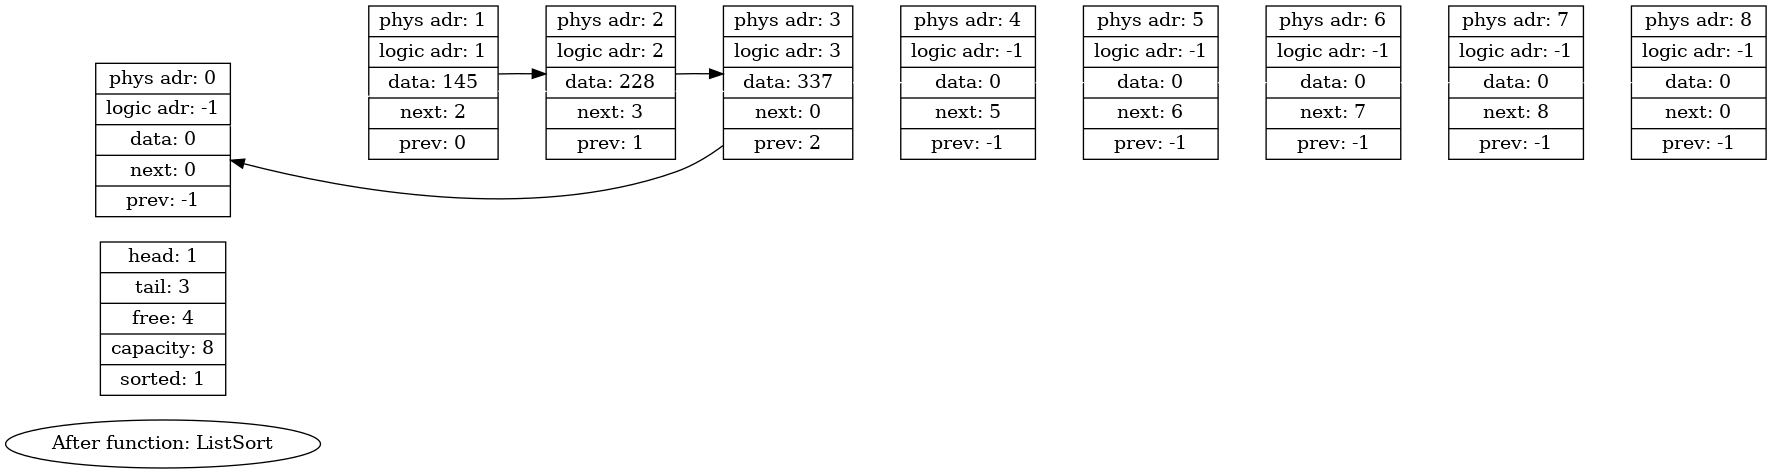 phys adr: 0
logic adr: -1
data: 0
next: 0
prev: -1
phys adr: 1
logic adr: 1
data: 145
next: 2
prev: 0
phys adr: 2
logic adr: 2
data: 228
next: 3
prev: 1
phys adr: 3
logic adr: 3
data: 337
next: 0
prev: 2
phys adr: 4
logic adr: -1
data: 0
next: 5
prev: -1
phys adr: 5
logic adr: -1
data: 0
next: 6
prev: -1
phys adr: 6
logic adr: -1
data: 0
next: 7
prev: -1
phys adr: 7
logic adr: -1
data: 0
next: 8
prev: -1
phys adr: 8
logic adr: -1
data: 0
next: 0
prev: -1
head: 1
tail: 3
free: 4
capacity: 8
sorted: 1
After function: ListSort